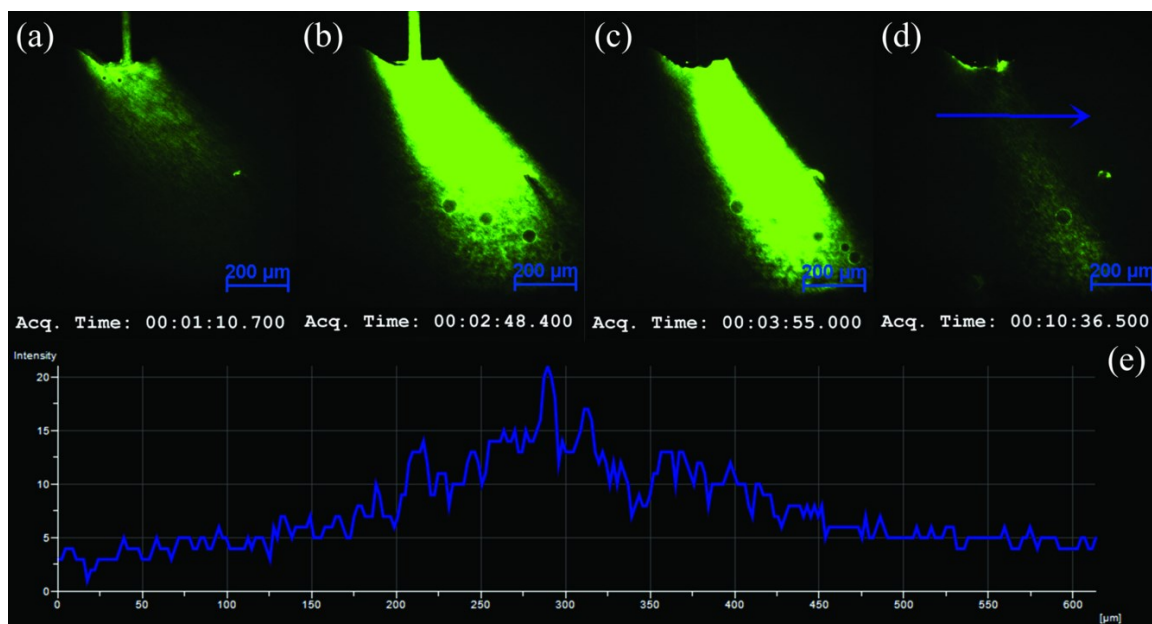 (a) (b) (c) (d)
200 μm 200 μm 200 μm 200 μm
Acq. Time: 00:01:10.700 Acq. Time: 00:02:48.400 Acq. Time: 00:03:55.000 Acq. Time: 00:10:36.500
Intensity
(e)
20
15
10
5
0
0 50 100 150 200 250 300 350 400 450 500 550 600
[μm]